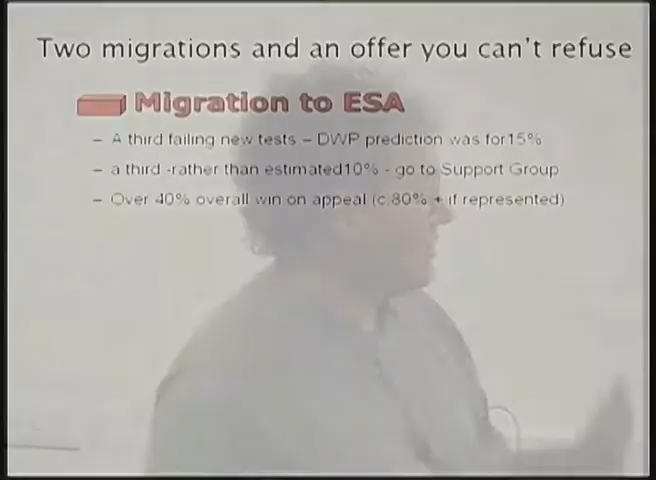 Two migrations and an offer you can't refuse
Migration to ESA
– A third failing new tests – DWP prediction was for15%
– a third -rather than estimated10% - go to Support Group
– Over 40% overall win on appeal (c.80% + if represented)